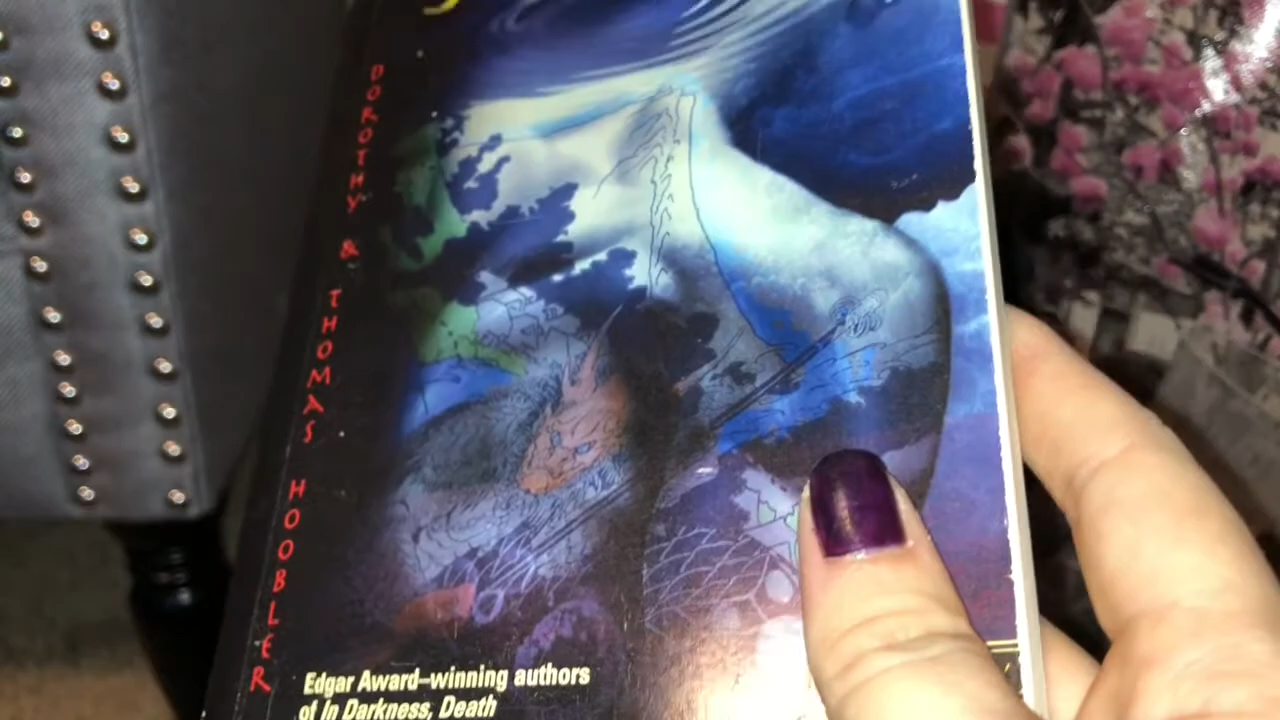 DOROTHY & THOMAS HOOBLER
Edgar Award–winning authors
of In Darkness, Death